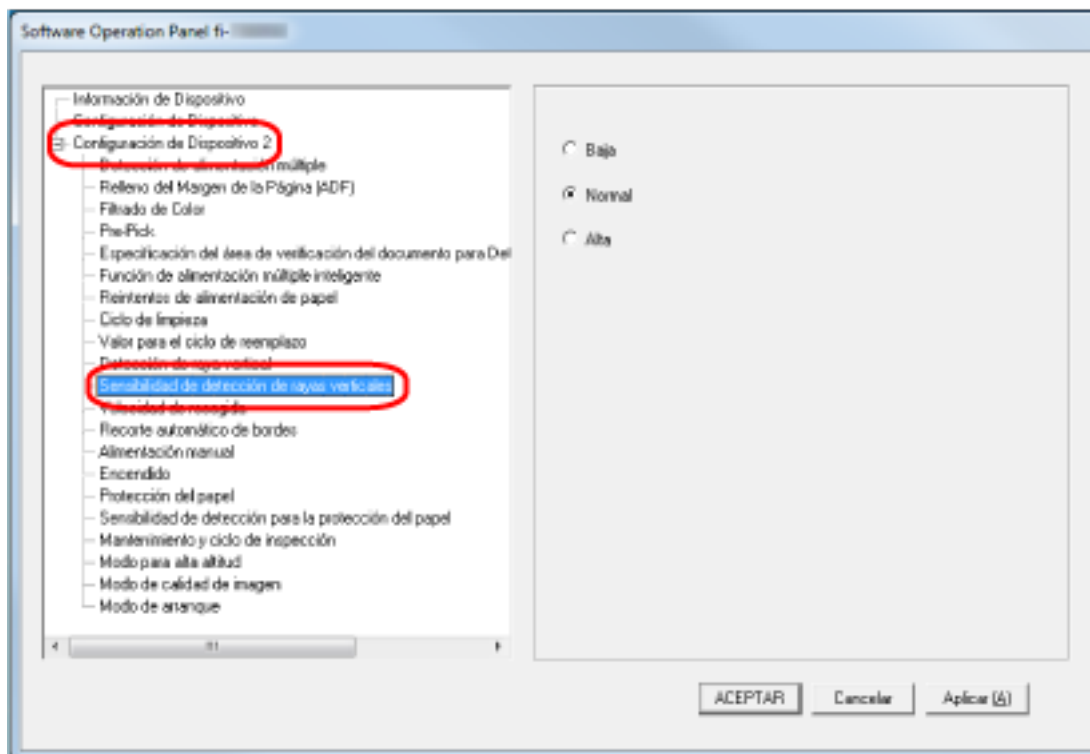 Software Operation Panel fi-
Información de Dispositivo
Configuración de Dispositivo
Configuración de Dispositivo 2
Detección de alimentación múltiple
Relleno del Margen de la Página (ADF)
Filtrado de Color
Pre-Pick
Especificación del área de verificación del documento para Det
Función de alimentación múltiple inteligente
Reintentos de alimentación de papel
Ciclo de limpieza
Valor para el ciclo de reemplazo
Detección de raya vertical
Sensibilidad de detección de rayas verticales
Velocidad de recogida
Recorte automático de bordes
Alimentación manual
Encendido
Protección del papel
Sensibilidad de detección para la protección del papel
Mantenimiento y ciclo de inspección
Modo para alta altitud
Modo de calidad de imagen
Modo de arranque
Baja
Normal
Alta
ACEPTAR
Cancelar
Aplicar (A)